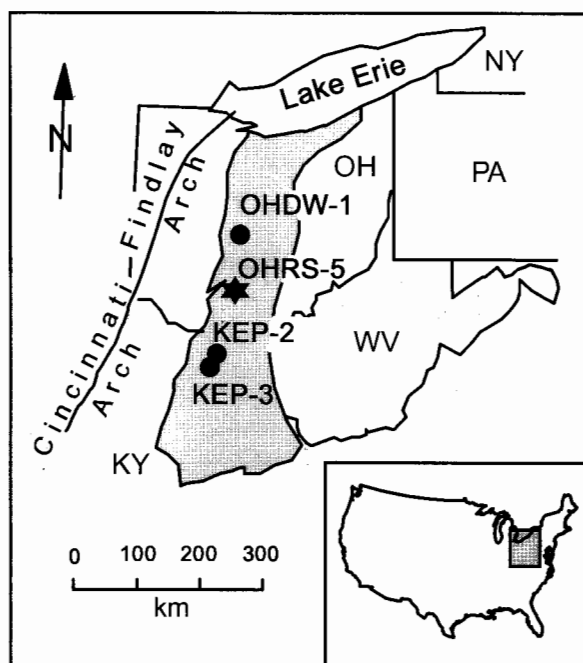 NY
Lake Erie
N
OH
PA
Cincinnati-Findlay
Arch
Arch
OHDW-1
OHRS-5
KEP-2
WV
KEP-3
KY
0 100 200 300
km